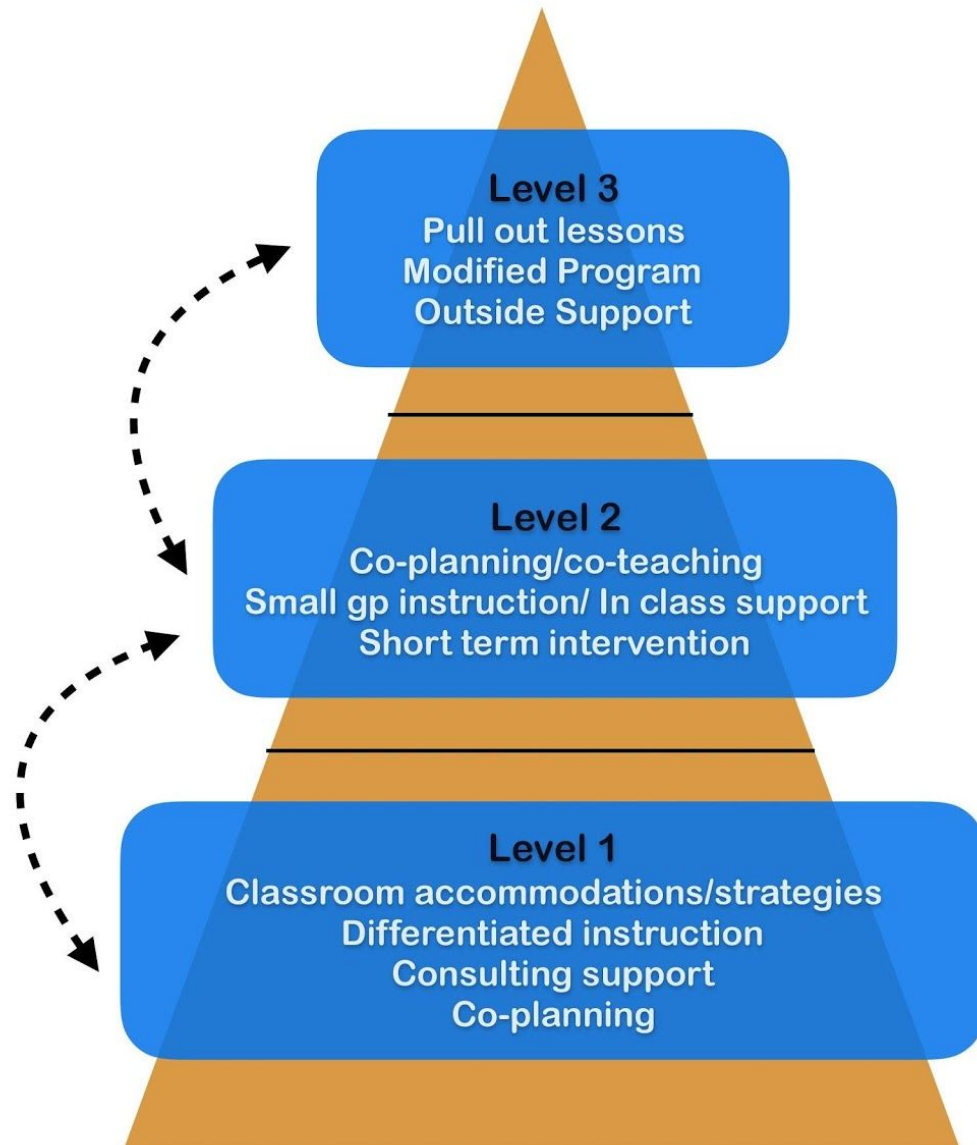 Level 3
Pull out lessons
Modified Program
Outside Support
Level 2
Co-planning/co-teaching
Small gp instruction/ In class support
Short term intervention
Level 1
Classroom accommodations/strategies
Differentiated instruction
Consulting support
Co-planning